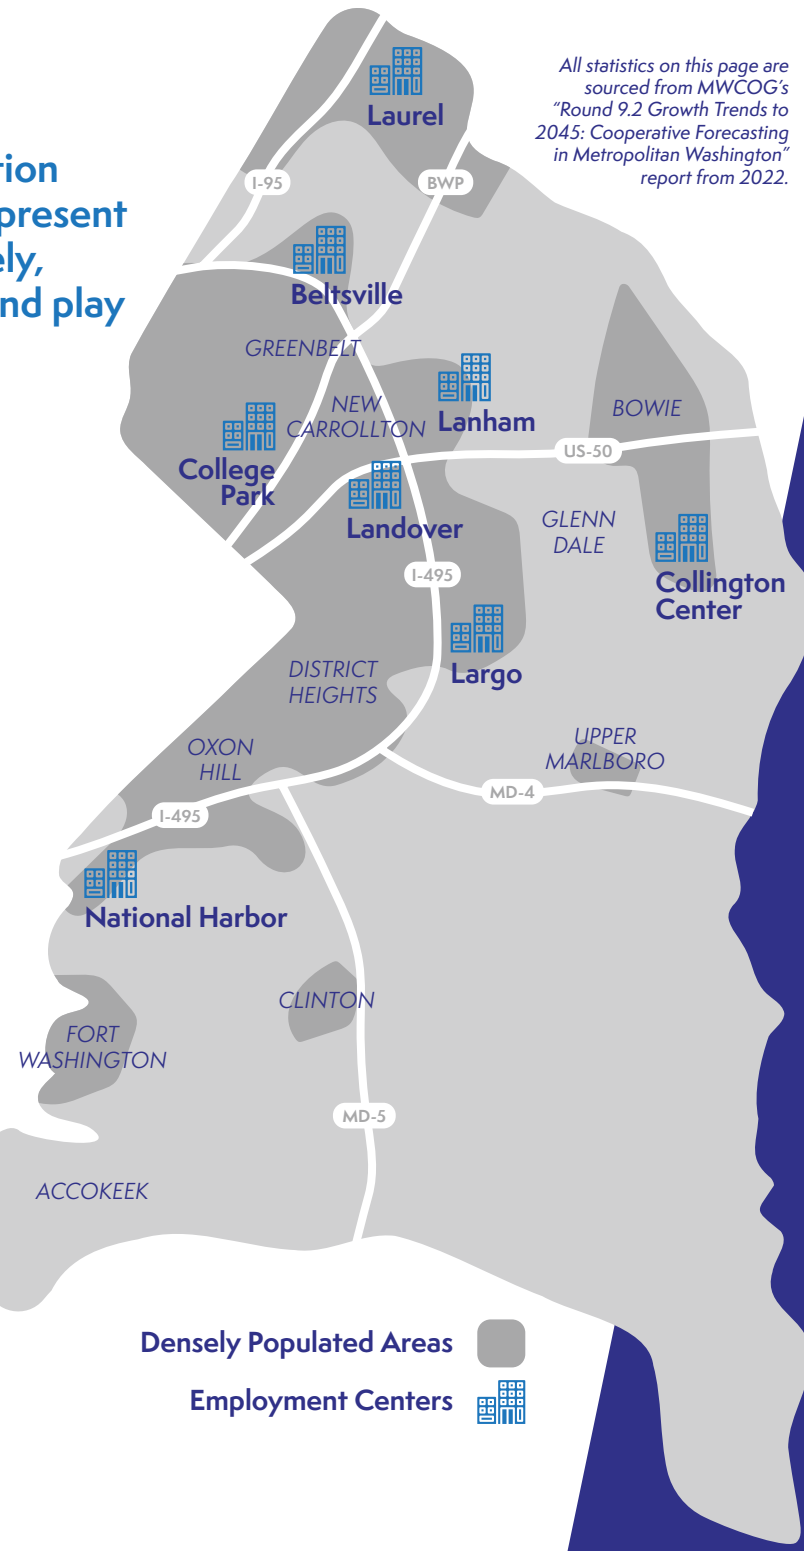 All statistics on this page are
sourced from MWCOG’s
“Round 9.2 Growth Trends to
2045: Cooperative Forecasting
in Metropolitan Washington”
report from 2022.
tion
present
ely,
nd play
Laurel
I-95
BWP
Beltsville
GREENBELT
NEW
CARROLLTON
Lanham
BOWIE
US-50
College
Park
Landover
GLENN
DALE
I-495
Collington
Center
Largo
DISTRICT
HEIGHTS
OXON
HILL
UPPER
MARLBORO
MD-4
I-495
National Harbor
CLINTON
FORT
WASHINGTON
MD-5
ACCOKEEK
Densely Populated Areas
Employment Centers